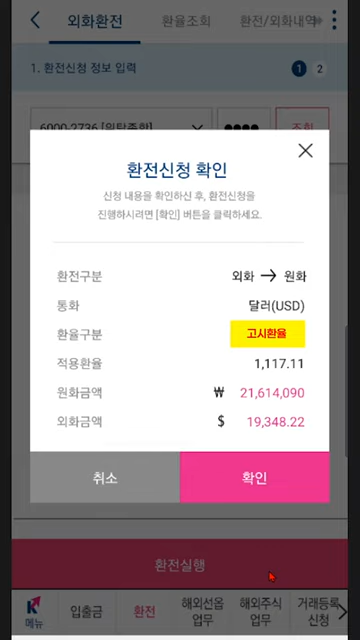 외화환전 환율조회 환전/외화내역
1. 환전신청 정보 입력 1 2
6000-2736 [위탁종합] ●●●● 조회
환전신청 확인
신청 내용을 확인하신 후, 환전신청을
진행하시려면 [확인] 버튼을 클릭하세요.
환전구분 외화 → 원화
통화 달러(USD)
환율구분 고시환율
적용환율 1,117.11
원화금액 ₩ 21,614,090
외화금액 $ 19,348.22
취소 확인
환전실행
K 메뉴 입출금 환전 해외선옵 업무 해외주식 업무 거래등록 신청